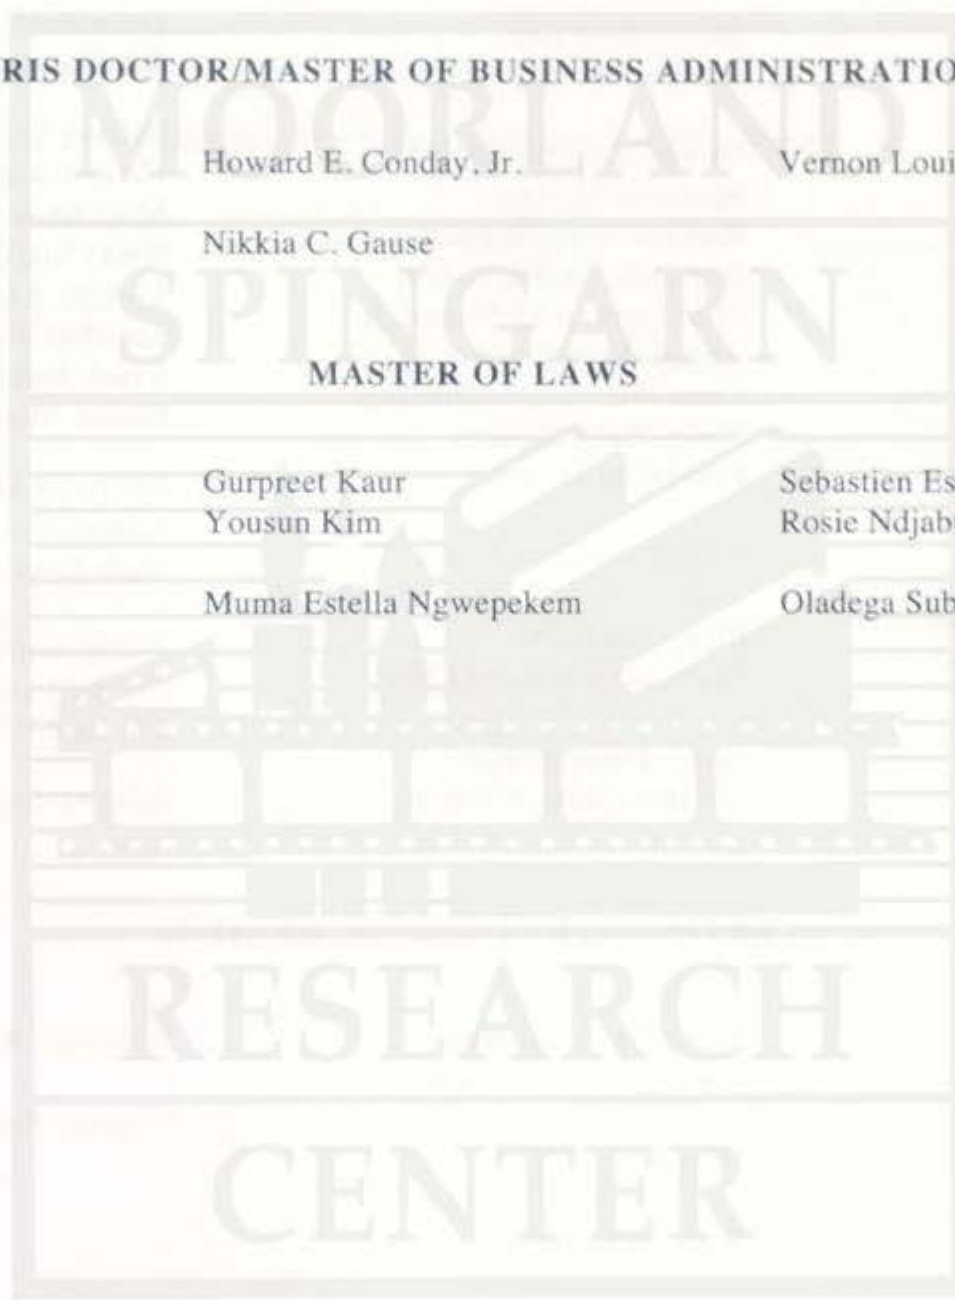 RIS DOCTOR/MASTER OF BUSINESS ADMINISTRATIO
MOORLAND
Howard E. Conday, Jr. Vernon Loui
Nikkia C. Gause
SPINGARN
MASTER OF LAWS
Gurpreet Kaur Sebastien Es
Yousun Kim Rosie Ndjab
Muma Estella Ngwepekem Oladega Sub
RESEARCH
CENTER